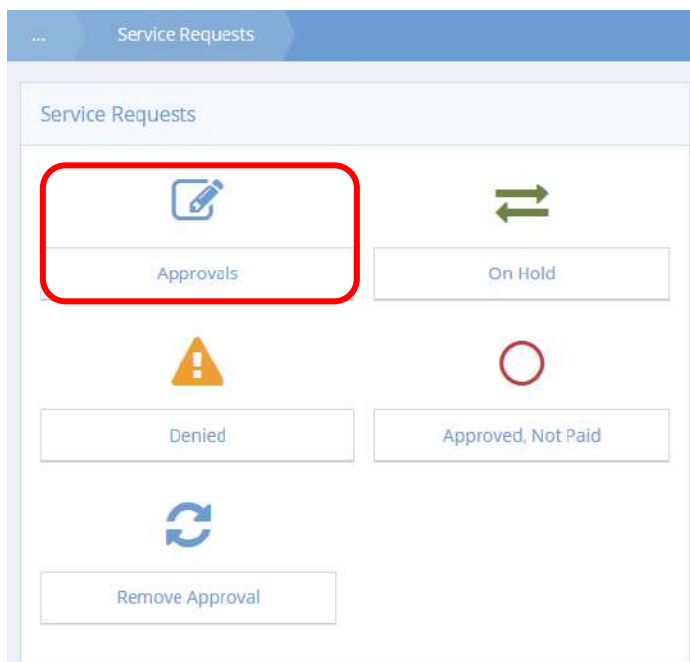 ... Service Requests
Service Requests
Approvals
On Hold
Denied
Approved, Not Paid
Remove Approval